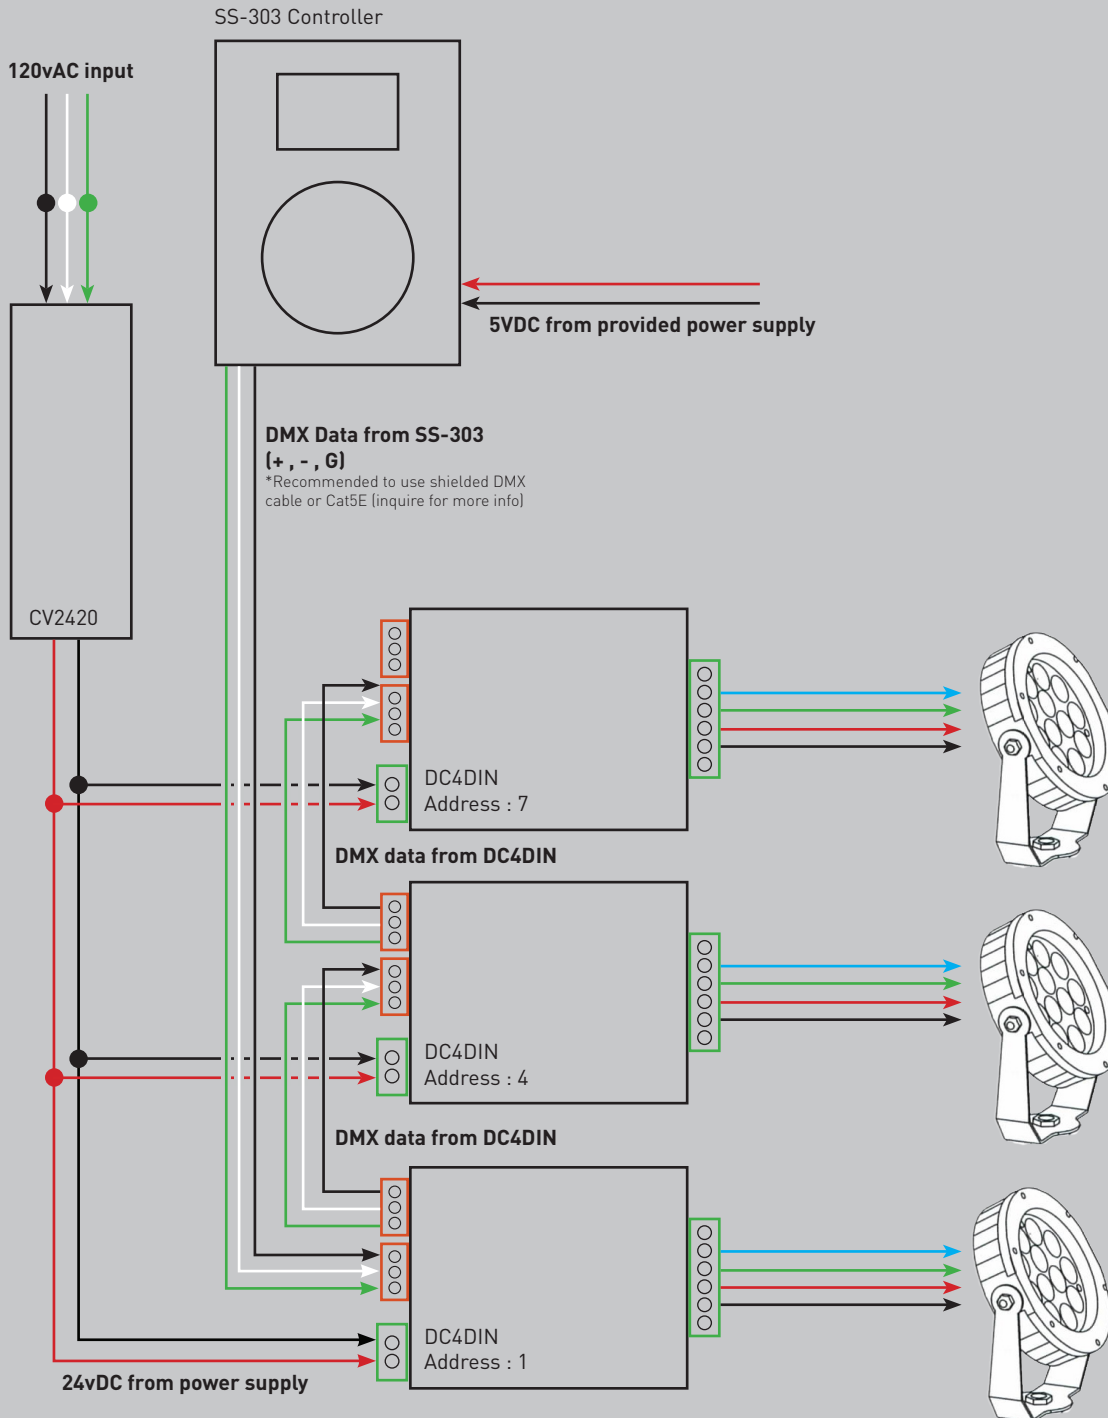 SS-303 Controller
120vAC input
5VDC from provided power supply
DMX Data from SS-303
(+ , - , G)
*Recommended to use shielded DMX
cable or Cat5E (inquire for more info)
CV2420
DC4DIN
Address : 7
DMX data from DC4DIN
DC4DIN
Address : 4
DMX data from DC4DIN
DC4DIN
Address : 1
24vDC from power supply